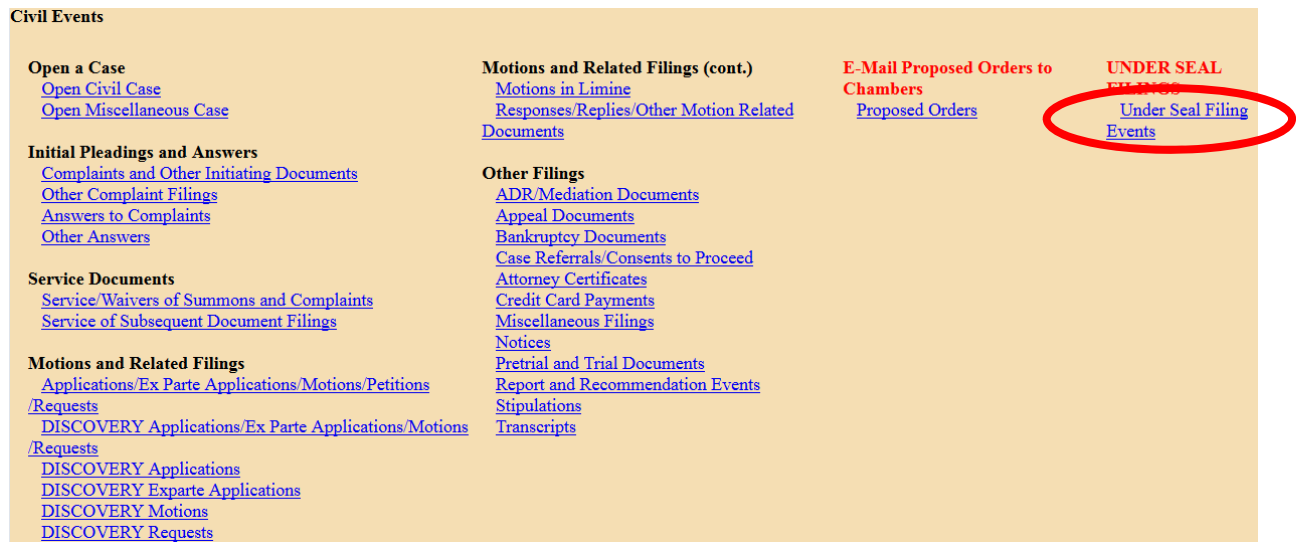 Civil Events
Open a Case
Open Civil Case
Open Miscellaneous Case
Initial Pleadings and Answers
Complaints and Other Initiating Documents
Other Complaint Filings
Answers to Complaints
Other Answers
Service Documents
Service/Waivers of Summons and Complaints
Service of Subsequent Document Filings
Motions and Related Filings
Applications/Ex Parte Applications/Motions/Petitions
/Requests
DISCOVERY Applications/Ex Parte Applications/Motions
/Requests
DISCOVERY Applications
DISCOVERY Exparte Applications
DISCOVERY Motions
DISCOVERY Requests
Motions and Related Filings (cont.)
Motions in Limine
Responses/Replies/Other Motion Related
Documents
Other Filings
ADR/Mediation Documents
Appeal Documents
Bankruptcy Documents
Case Referrals/Consents to Proceed
Attorney Certificates
Credit Card Payments
Miscellaneous Filings
Notices
Pretrial and Trial Documents
Report and Recommendation Events
Stipulations
Transcripts
E-Mail Proposed Orders to
Chambers
Proposed Orders
UNDER SEAL
FILINGS
Under Seal Filing
Events